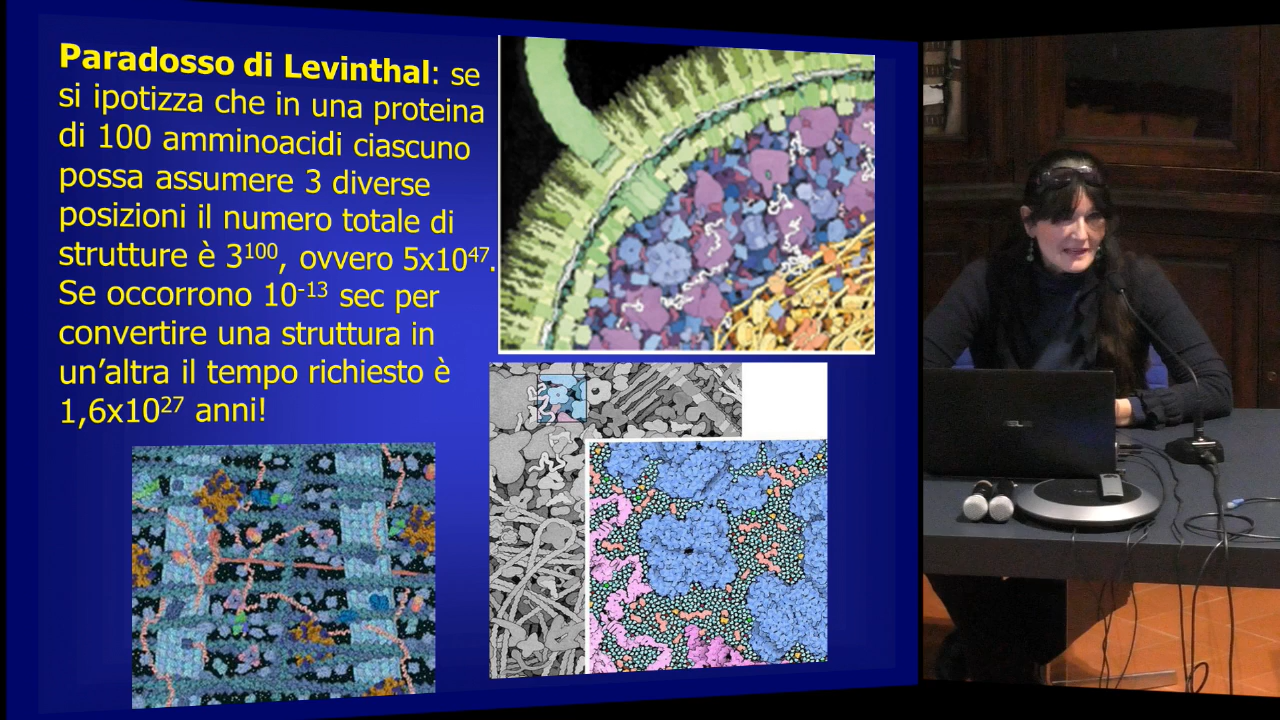 Paradosso di Levinthal: se
si ipotizza che in una proteina
di 100 amminoacidi ciascuno
possa assumere 3 diverse
posizioni il numero totale di
strutture è 3¹⁰⁰, ovvero 5x10⁴⁷.
Se occorrono 10⁻¹³ sec per
convertire una struttura in
un’altra il tempo richiesto è
1,6x10²⁷ anni!